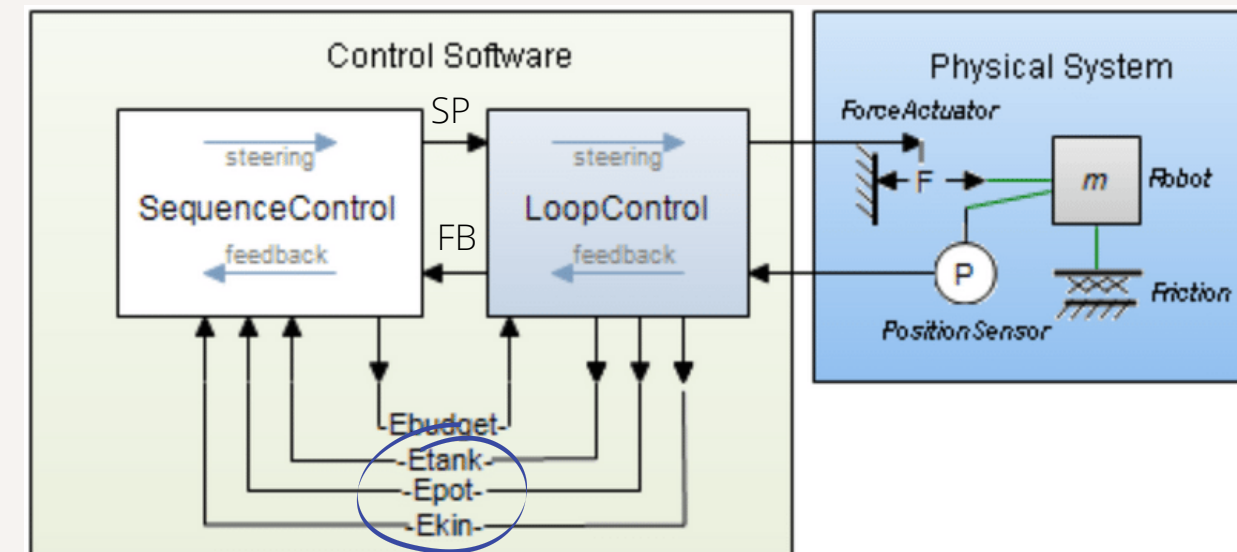 Control Software
SP
steering
SequenceControl
FB
feedback
steering
LoopControl
feedback
Ebudget
Etank
Epot
Ekin
Physical System
ForceActuator
F
m
Robot
P
Friction
PositionSensor